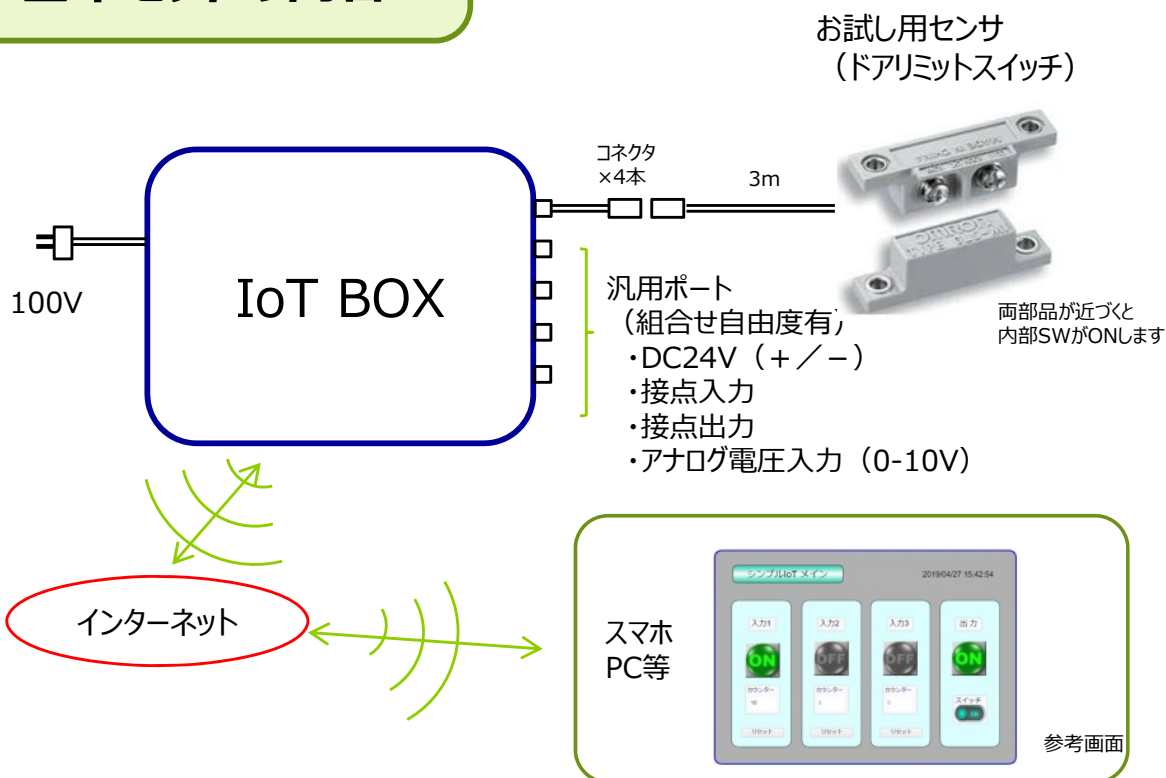 お試し用センサ
（ドアリミットスイッチ）
コネクタ
×4本
3m
100V
IoT BOX
OMRON
両部品が近づくと
内部SWがONします
汎用ポート
（組合せ自由度有）
・DC24V（＋／－）
・接点入力
・接点出力
・アナログ電圧入力（0-10V）
インターネット
スマホ
PC等
シンプルIoT メイン
2019/04/27 15:42:54
入力1
入力2
入力3
出力
ON
OFF
OFF
ON
カウンター
カウンター
カウンター
スイッチ
リセット
リセット
リセット
参考画面